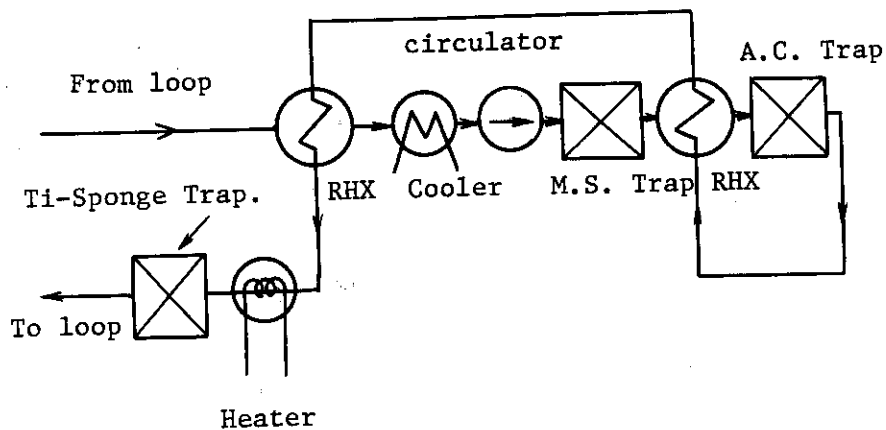 circulator
A.C. Trap
From loop
RHX
Cooler
M.S. Trap
RHX
Ti-Sponge Trap.
To loop
Heater